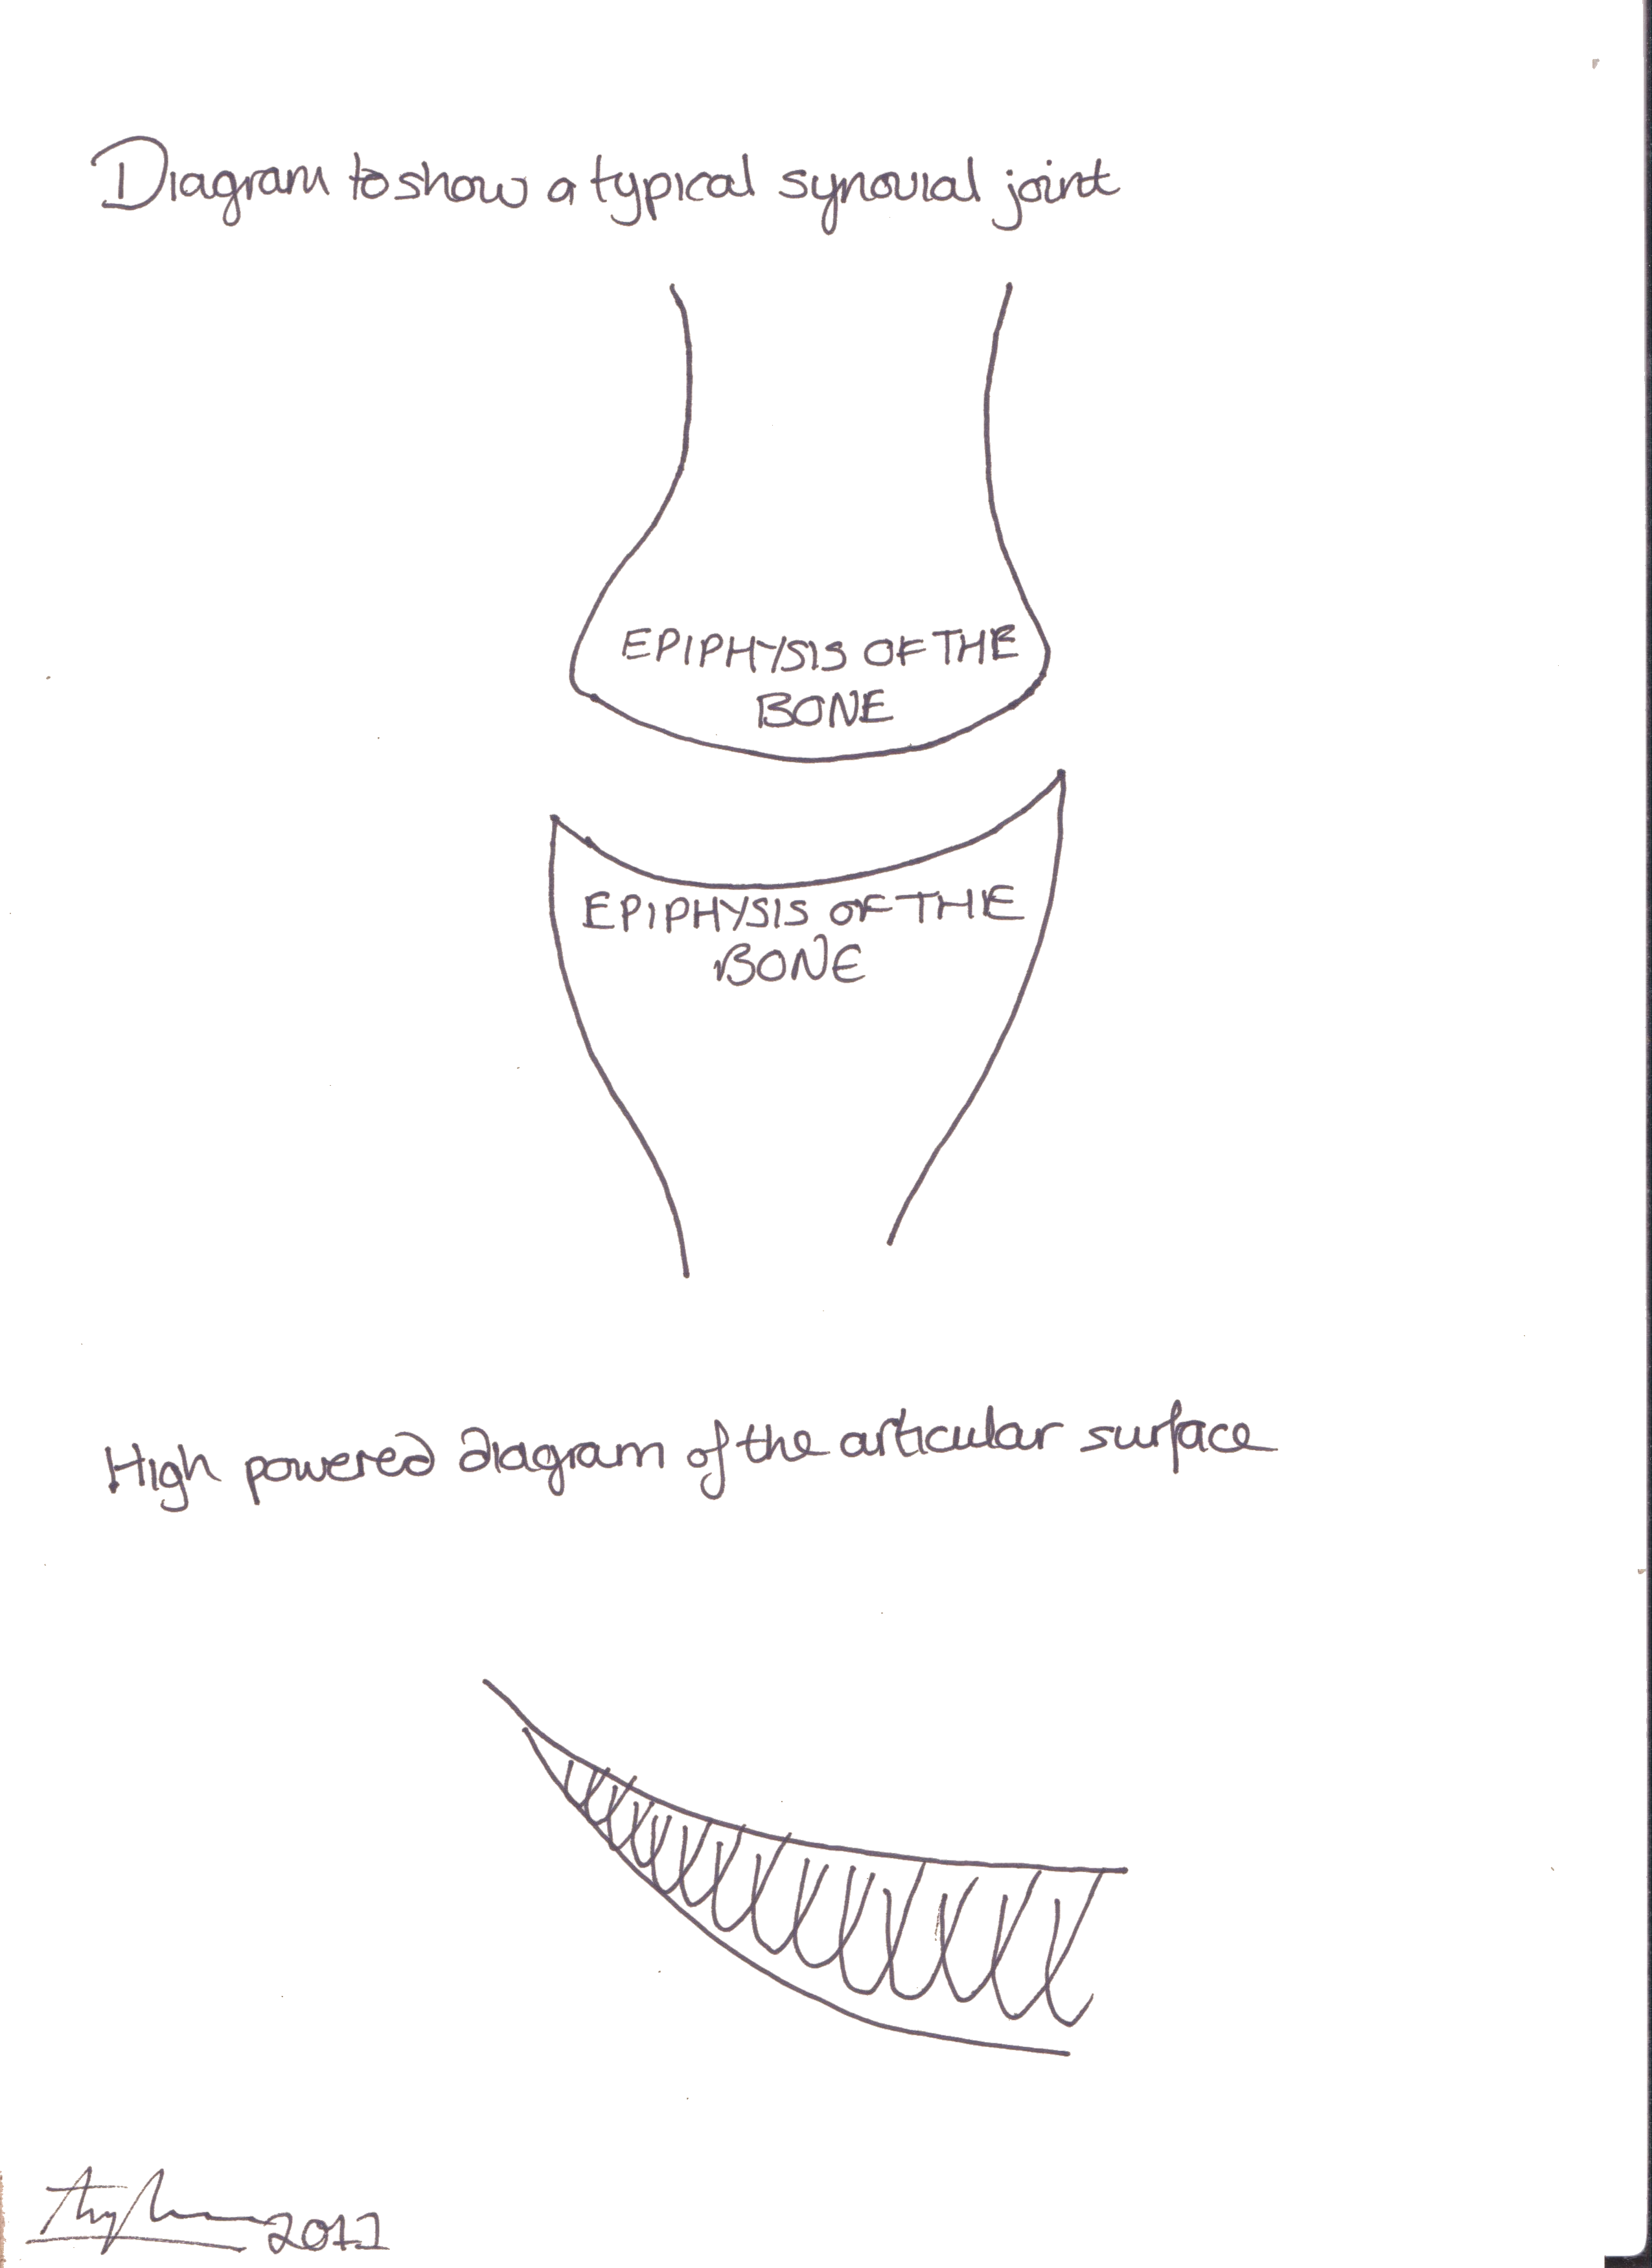 Diagram to show a typical synovial joint
EPIPHYSIS OF THE
BONE
EPIPHYSIS OF THE
BONE
High powered diagram of the articular surface
2012